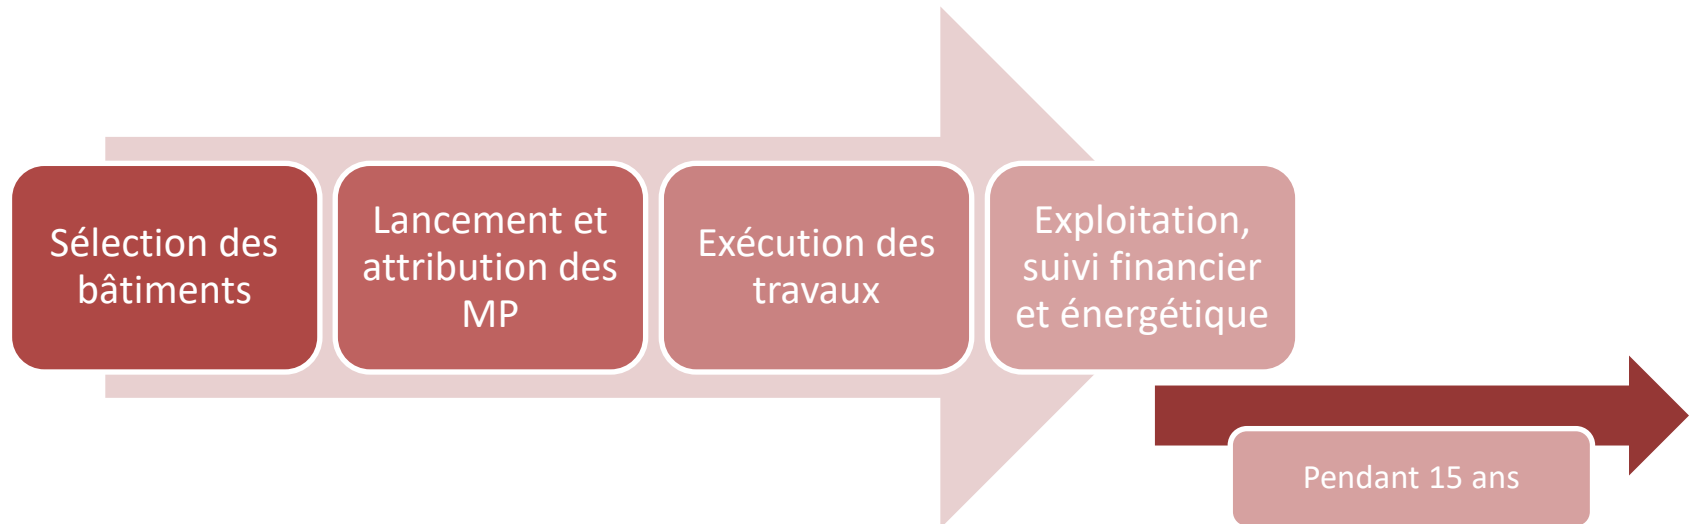 Sélection des
bâtiments
Lancement et
attribution des
MP
Exécution des
travaux
Exploitation,
suivi financier
et énergétique
Pendant 15 ans